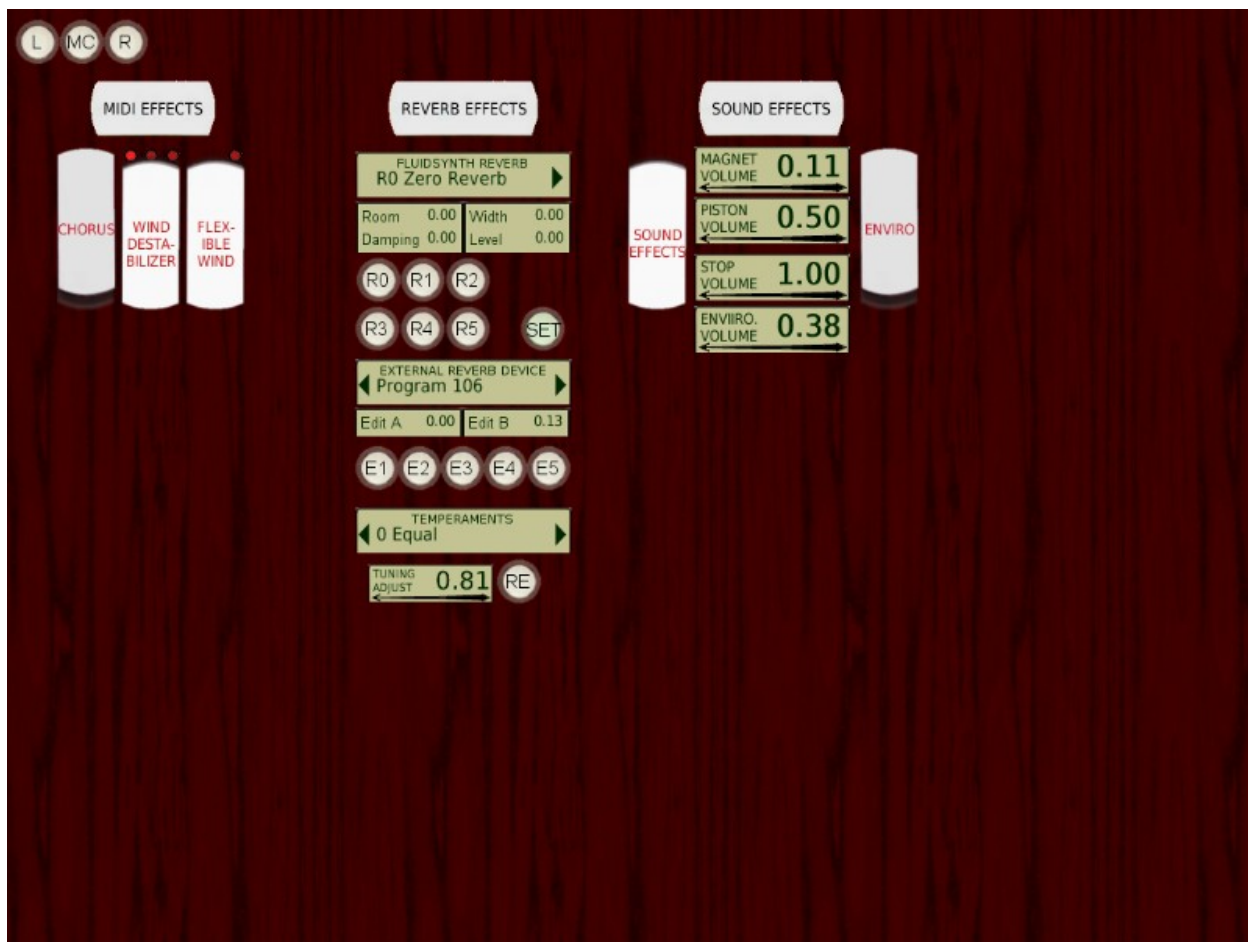 L MC R
MIDI EFFECTS
CHORUS
WIND
DESTA-
BILIZER
FLEX-
IBLE
WIND
REVERB EFFECTS
FLUIDSYNTH REVERB
R0 Zero Reverb
Room 0.00 Width 0.00
Damping 0.00 Level 0.00
R0 R1 R2
R3 R4 R5 SET
EXTERNAL REVERB DEVICE
Program 106
Edit A 0.00 Edit B 0.13
E1 E2 E3 E4 E5
TEMPERAMENTS
0 Equal
TUNING
ADJUST 0.81 RE
SOUND EFFECTS
SOUND
EFFECTS
MAGNET
VOLUME 0.11
PISTON
VOLUME 0.50
STOP
VOLUME 1.00
ENVIIRO.
VOLUME 0.38
ENVIRO